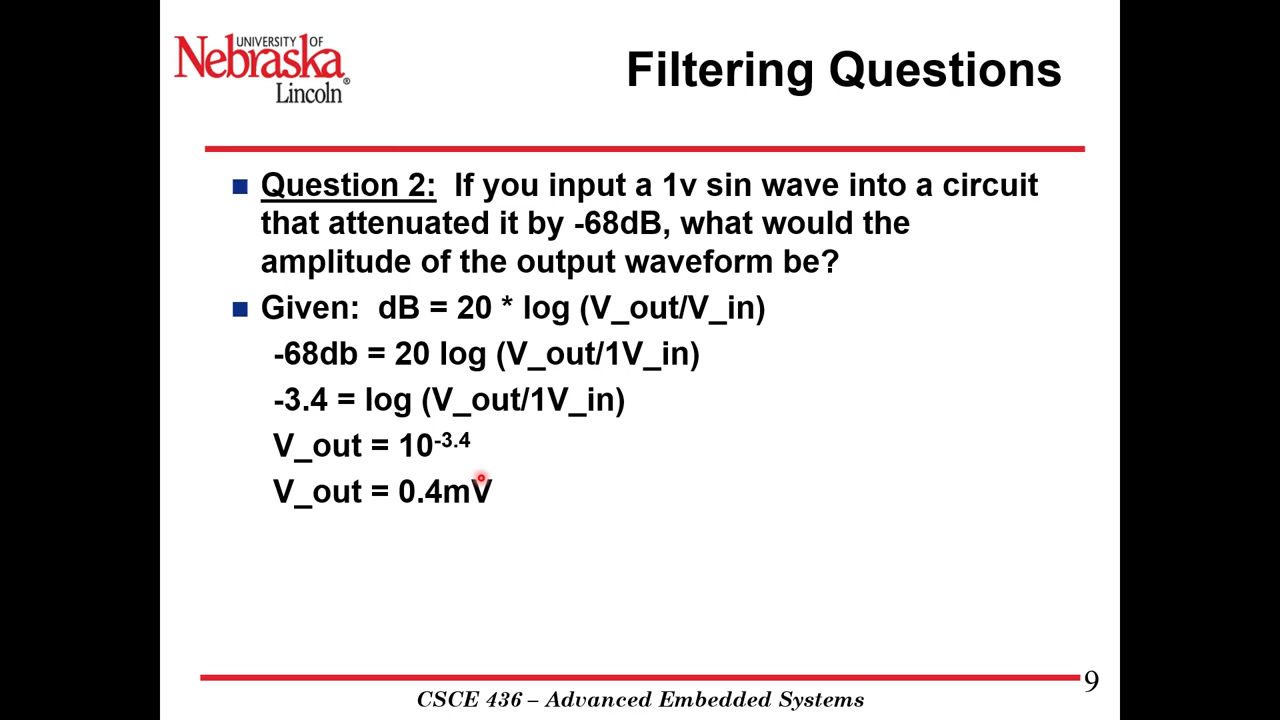 UNIVERSITY OF
Nebraska®
Lincoln
Filtering Questions
Question 2: If you input a 1v sin wave into a circuit
that attenuated it by -68dB, what would the
amplitude of the output waveform be?
Given: dB = 20 * log (V_out/V_in)
-68db = 20 log (V_out/1V_in)
-3.4 = log (V_out/1V_in)
V_out = 10⁻³·⁴
V_out = 0.4mV
9
CSCE 436 – Advanced Embedded Systems